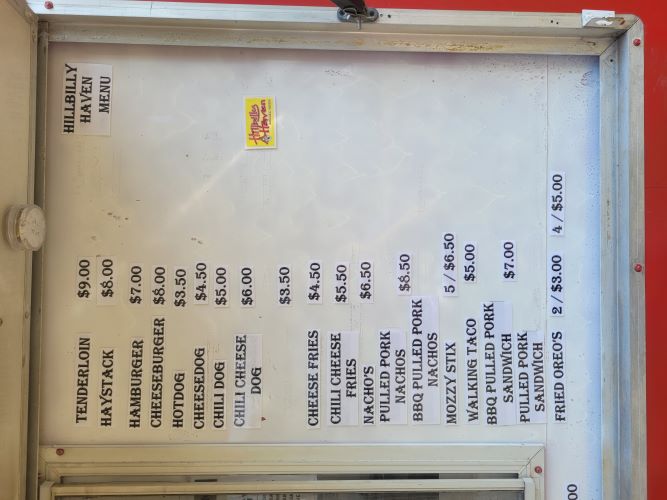 HILLBILLY
HAVEN
MENU
TENDERLOIN $9.00
HAYSTACK $8.00
HAMBURGER $7.00
CHEESEBURGER $8.00
HOTDOG $3.50
CHEESEDOG $4.50
CHILI DOG $5.00
CHILI CHEESE $6.00
DOG
$3.50
CHEESE FRIES $4.50
CHILI CHEESE $5.50
FRIES
NACHO'S $6.50
PULLED PORK
NACHOS $8.50
BBQ PULLED PORK
NACHOS
MOZZY STIX 5 / $6.50
WALKING TACO $5.00
BBQ PULLED PORK
SANDWICH $7.00
PULLED PORK
SANDWICH
FRIED OREO'S 2 / $3.00 4 / $5.00